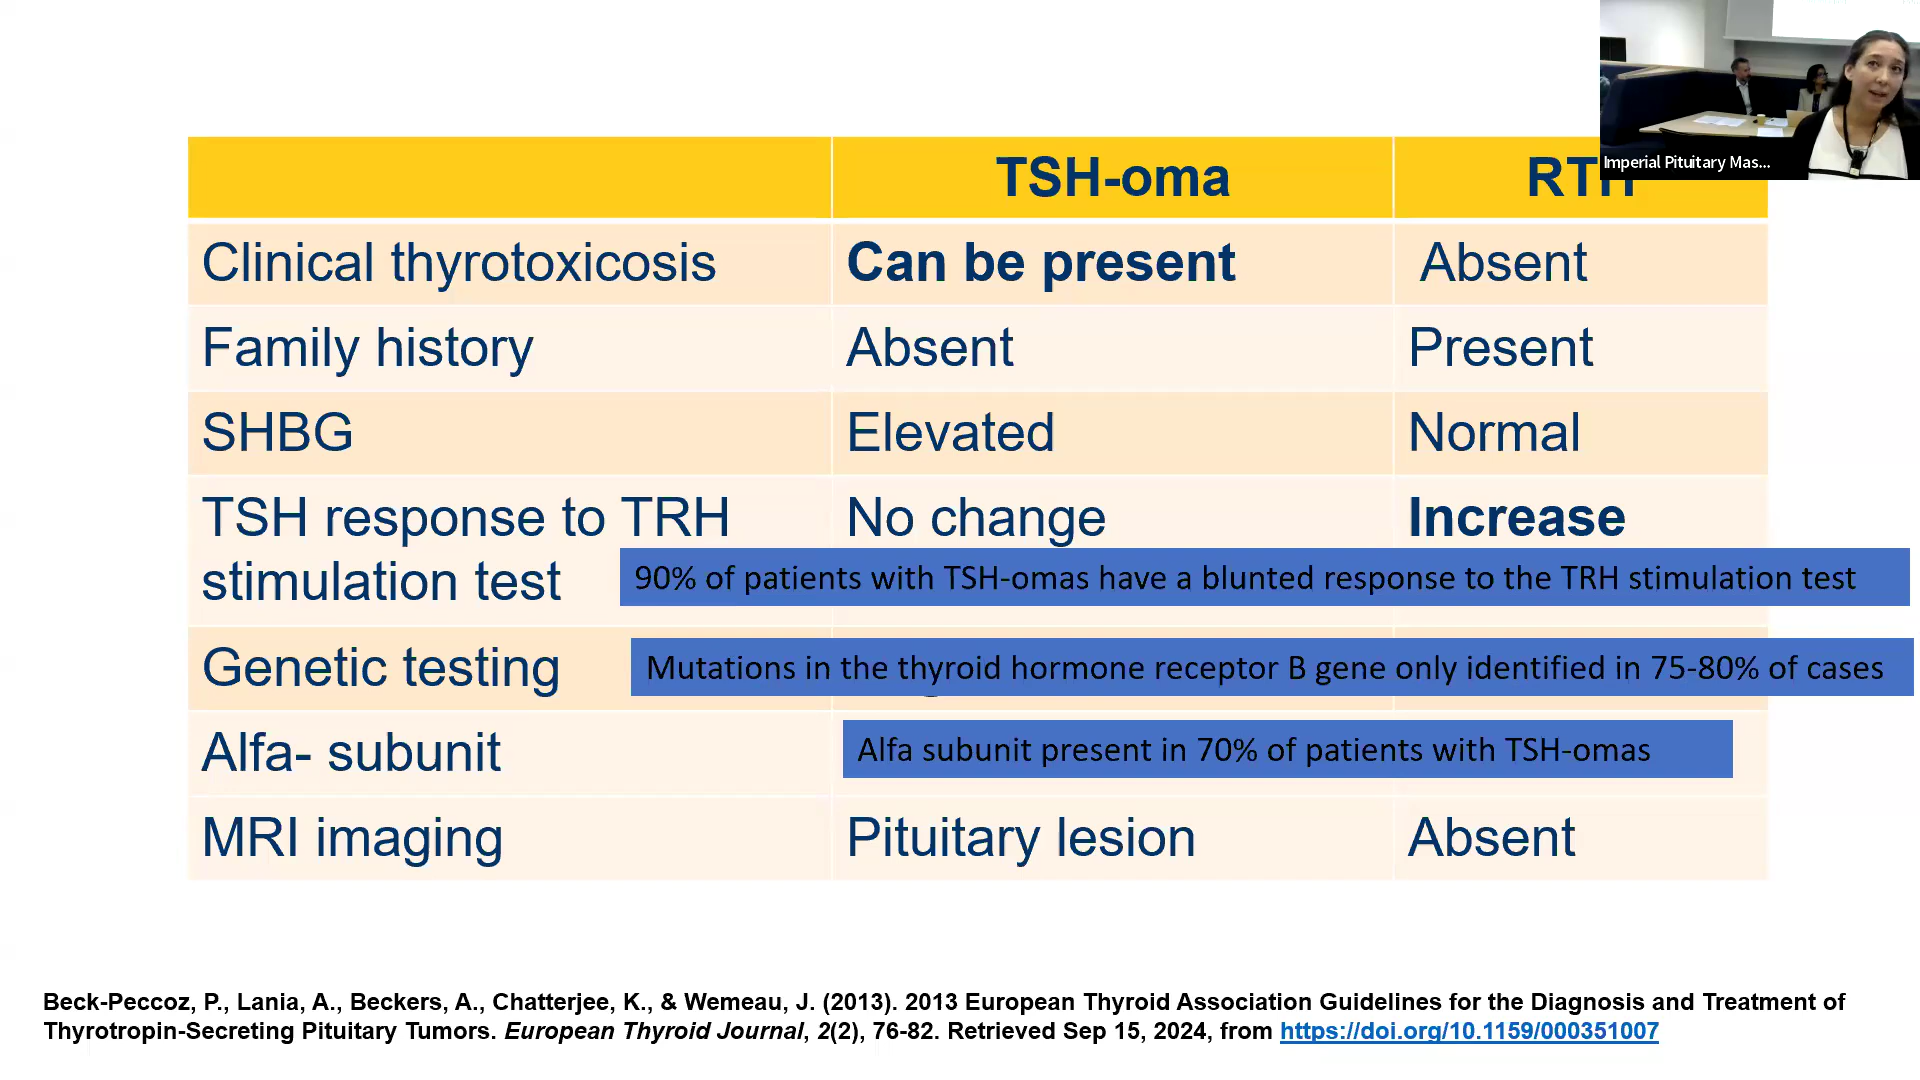 TSH-oma
RTH
Imperial Pituitary Mas...
Clinical thyrotoxicosis
Can be present
Absent
Family history
Absent
Present
SHBG
Elevated
Normal
TSH response to TRH
stimulation test
No change
Increase
90% of patients with TSH-omas have a blunted response to the TRH stimulation test
Genetic testing
Mutations in the thyroid hormone receptor B gene only identified in 75-80% of cases
Alfa- subunit
Alfa subunit present in 70% of patients with TSH-omas
MRI imaging
Pituitary lesion
Absent
Beck-Peccoz, P., Lania, A., Beckers, A., Chatterjee, K., & Wemeau, J. (2013). 2013 European Thyroid Association Guidelines for the Diagnosis and Treatment of
Thyrotropin-Secreting Pituitary Tumors. European Thyroid Journal, 2(2), 76-82. Retrieved Sep 15, 2024, from https://doi.org/10.1159/000351007